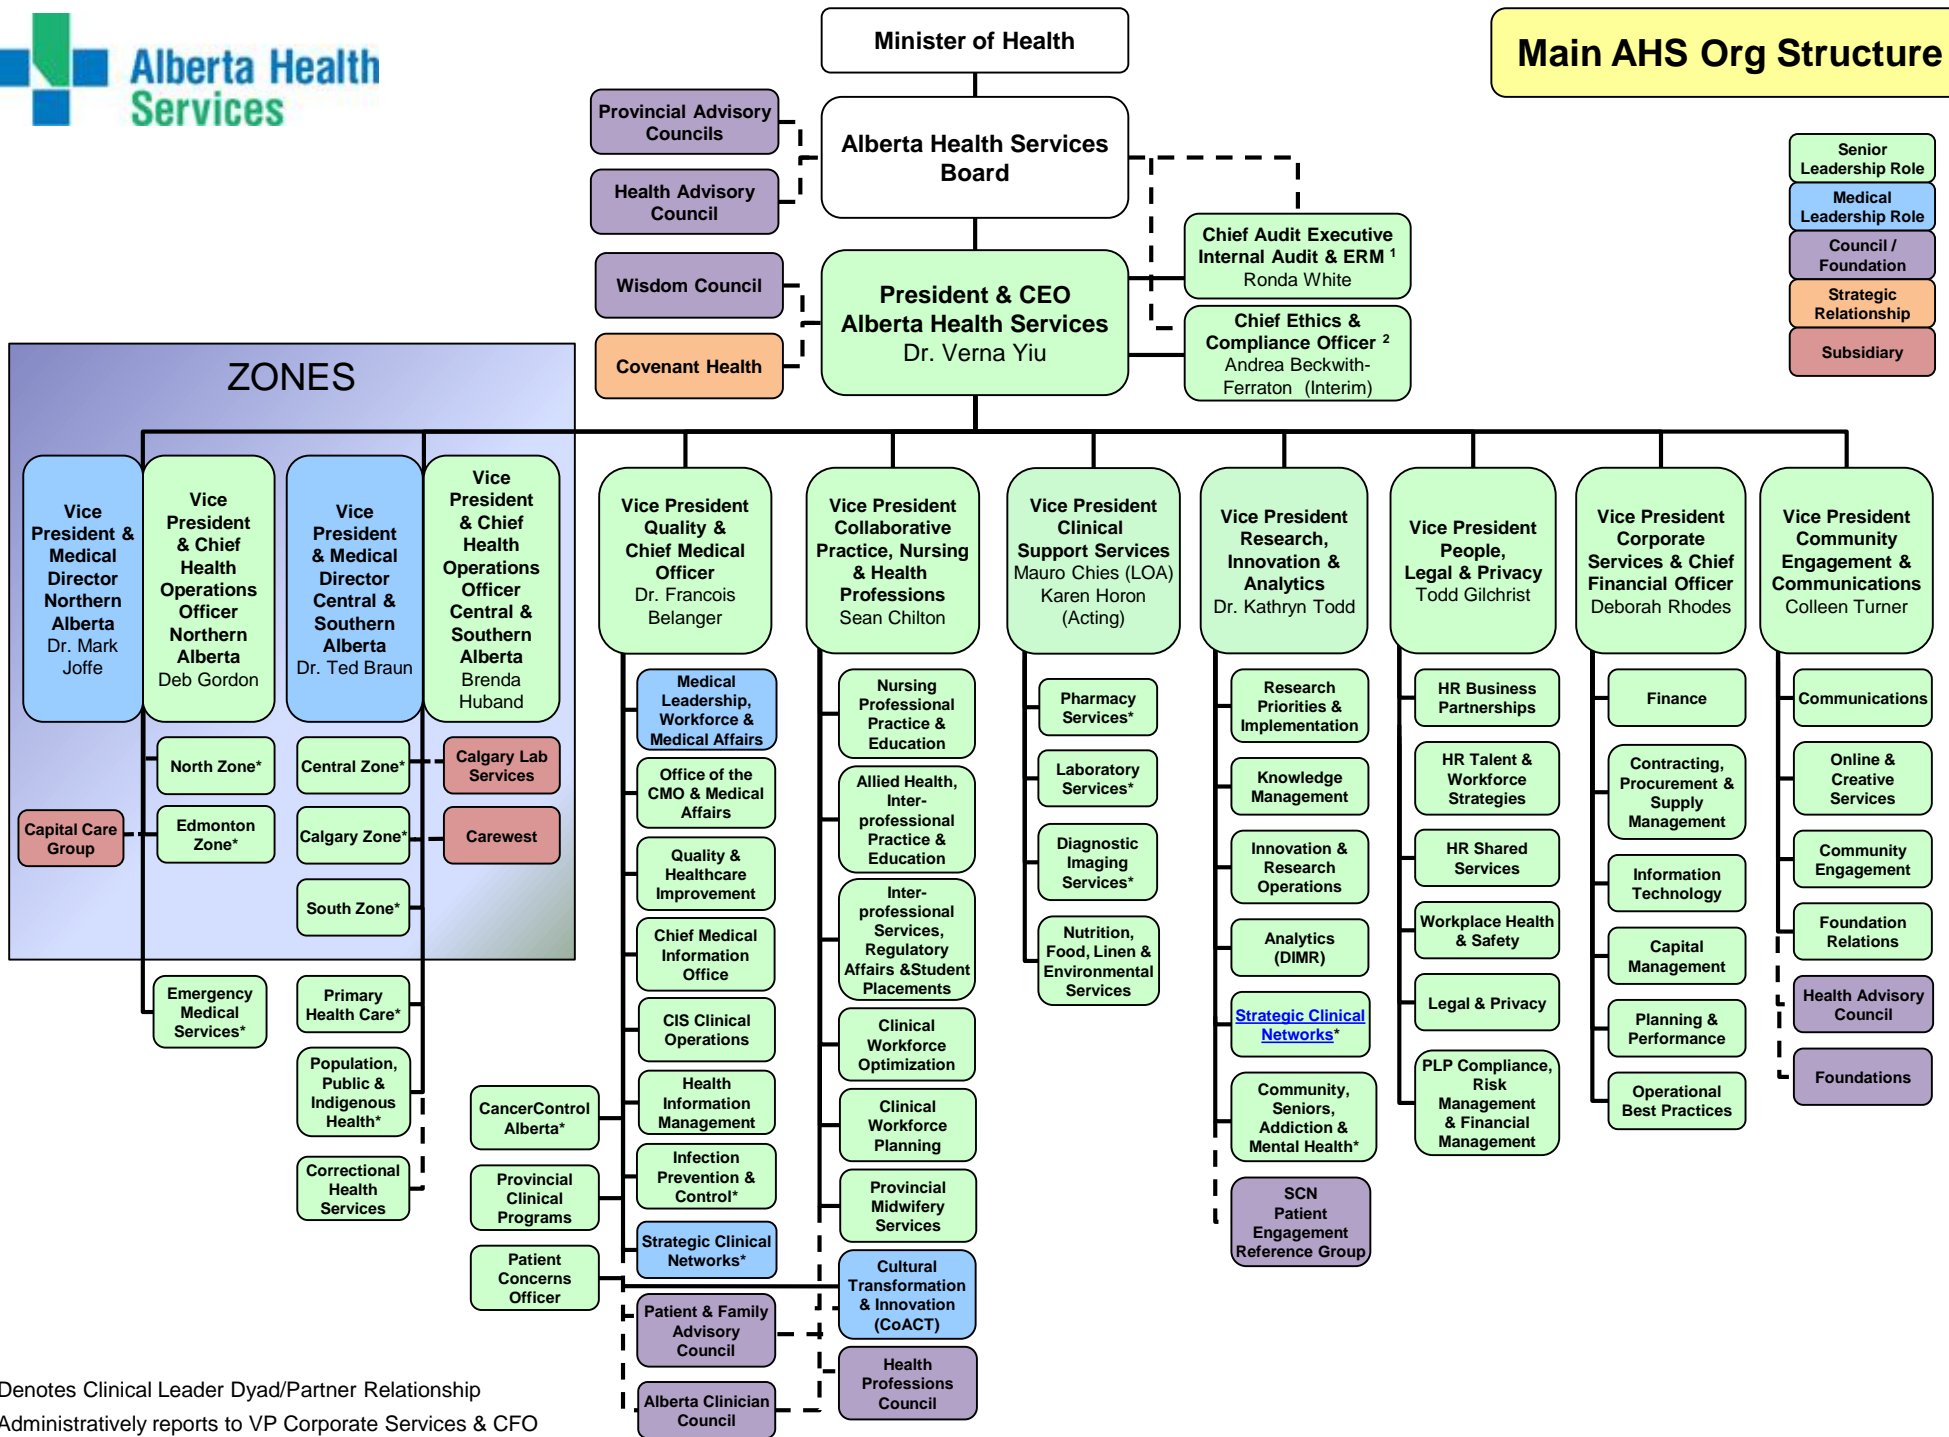 Alberta Health
Services
Minister of Health
Main AHS Org Structure
Provincial Advisory
Councils
Health Advisory
Council
Alberta Health Services
Board
Senior
Leadership Role
Medical
Leadership Role
Council /
Foundation
Strategic
Relationship
Subsidiary
Wisdom Council
Covenant Health
President & CEO
Alberta Health Services
Dr. Verna Yiu
Chief Audit Executive
Internal Audit & ERM 1
Ronda White
Chief Ethics &
Compliance Officer 2
Andrea Beckwith-
Ferraton (Interim)
ZONES
Vice
President &
Medical
Director
Northern
Alberta
Dr. Mark
Joffe
Vice
President
& Chief
Health
Operations
Officer
Northern
Alberta
Deb Gordon
Vice
President
& Medical
Director
Central &
Southern
Alberta
Dr. Ted Braun
Vice
President
& Chief
Health
Operations
Officer
Central &
Southern
Alberta
Brenda
Huband
Vice President
Quality &
Chief Medical
Officer
Dr. Francois
Belanger
Vice President
Collaborative
Practice, Nursing
& Health
Professions
Sean Chilton
Vice President
Clinical
Support Services
Mauro Chies (LOA)
Karen Horon
(Acting)
Vice President
Research,
Innovation &
Analytics
Dr. Kathryn Todd
Vice President
People,
Legal & Privacy
Todd Gilchrist
Vice President
Corporate
Services & Chief
Financial Officer
Deborah Rhodes
Vice President
Community
Engagement &
Communications
Colleen Turner
North Zone*
Capital Care
Group
Edmonton
Zone*
Emergency
Medical
Services*
Central Zone*
Calgary Lab
Services
Calgary Zone*
Carewest
South Zone*
Primary
Health Care*
Population,
Public &
Indigenous
Health*
Correctional
Health
Services
Medical
Leadership,
Workforce &
Medical Affairs
Office of the
CMO & Medical
Affairs
Quality &
Healthcare
Improvement
Chief Medical
Information
Office
CIS Clinical
Operations
Health
Information
Management
CancerControl
Alberta*
Infection
Prevention &
Control*
Provincial
Clinical
Programs
Strategic Clinical
Networks*
Patient
Concerns
Officer
Patient & Family
Advisory
Council
Alberta Clinician
Council
Nursing
Professional
Practice &
Education
Allied Health,
Inter-
professional
Practice &
Education
Inter-
professional
Services,
Regulatory
Affairs &Student
Placements
Clinical
Workforce
Optimization
Clinical
Workforce
Planning
Provincial
Midwifery
Services
Cultural
Transformation
& Innovation
(CoACT)
Health
Professions
Council
Pharmacy
Services*
Laboratory
Services*
Diagnostic
Imaging
Services*
Nutrition,
Food, Linen &
Environmental
Services
Research
Priorities &
Implementation
Knowledge
Management
Innovation &
Research
Operations
Analytics
(DIMR)
Strategic Clinical
Networks*
Community,
Seniors,
Addiction &
Mental Health*
SCN
Patient
Engagement
Reference Group
HR Business
Partnerships
HR Talent &
Workforce
Strategies
HR Shared
Services
Workplace Health
& Safety
Legal & Privacy
PLP Compliance,
Risk
Management
& Financial
Management
Finance
Contracting,
Procurement &
Supply
Management
Information
Technology
Capital
Management
Planning &
Performance
Operational
Best Practices
Communications
Online &
Creative
Services
Community
Engagement
Foundation
Relations
Health Advisory
Council
Foundations
Denotes Clinical Leader Dyad/Partner Relationship
Administratively reports to VP Corporate Services & CFO